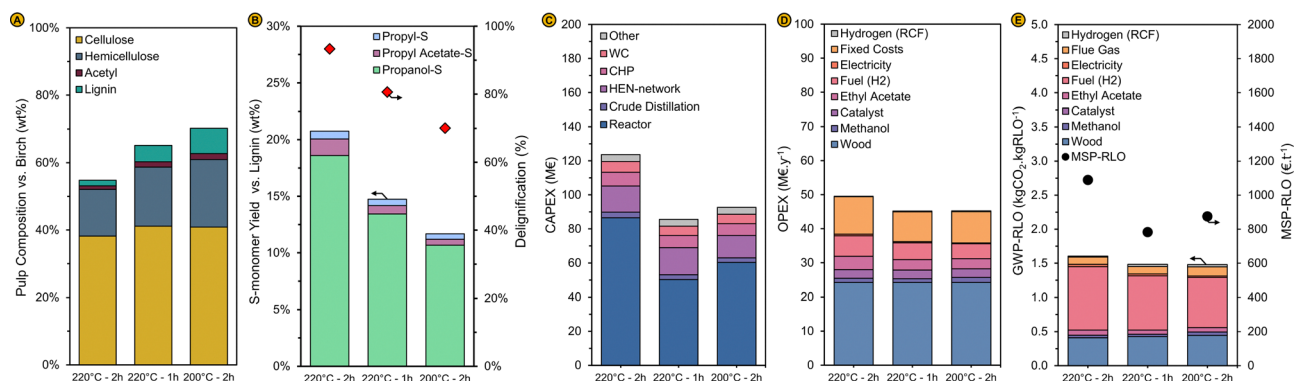 A
Pulp Composition vs. Birch (wt%)
100%
80%
60%
40%
20%
0%
Cellulose
Hemicellulose
Acetyl
Lignin
220°C - 2h
220°C - 1h
200°C - 2h
B
S-monomer Yield vs. Lignin (wt%)
30%
25%
20%
15%
10%
5%
0%
Propyl-S
Propyl Acetate-S
Propanol-S
100%
80%
60%
40%
20%
0%
Delignification (%)
220°C - 2h
220°C - 1h
200°C - 2h
C
CAPEX (M€)
200
180
160
140
120
100
80
60
40
20
0
Other
WC
CHP
HEN-network
Crude Distillation
Reactor
220°C - 2h
220°C - 1h
200°C - 2h
D
OPEX (M€.y⁻¹)
100
90
80
70
60
50
40
30
20
10
0
Hydrogen (RCF)
Fixed Costs
Electricity
Fuel (H2)
Ethyl Acetate
Catalyst
Methanol
Wood
220°C - 2h
220°C - 1h
200°C - 2h
E
GWP-RLO (kgCO₂.kgRLO⁻¹)
5.0
4.5
4.0
3.5
3.0
2.5
2.0
1.5
1.0
0.5
0.0
Hydrogen (RCF)
Flue Gas
Electricity
Fuel (H2)
Ethyl Acetate
Catalyst
Methanol
Wood
MSP-RLO
2000
1800
1600
1400
1200
1000
800
600
400
200
0
MSP-RLO (€.t⁻¹)
220°C - 2h
220°C - 1h
200°C - 2h